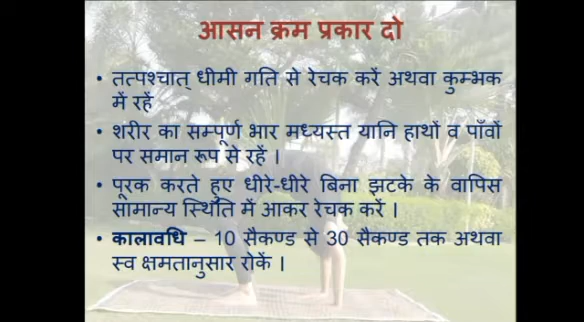 आसन क्रम प्रकार दो
• तत्पश्चात् धीमी गति से रेचक करें अथवा कुम्भक
में रहें
• शरीर का सम्पूर्ण भार मध्यस्त यानि हाथों व पाँवों
पर समान रूप से रहें ।
• पूरक करते हुए धीरे-धीरे बिना झटके के वापिस
सामान्य स्थिति में आकर रेचक करें ।
• कालावधि – 10 सैकण्ड से 30 सैकण्ड तक अथवा
स्व क्षमतानुसार रोकें ।